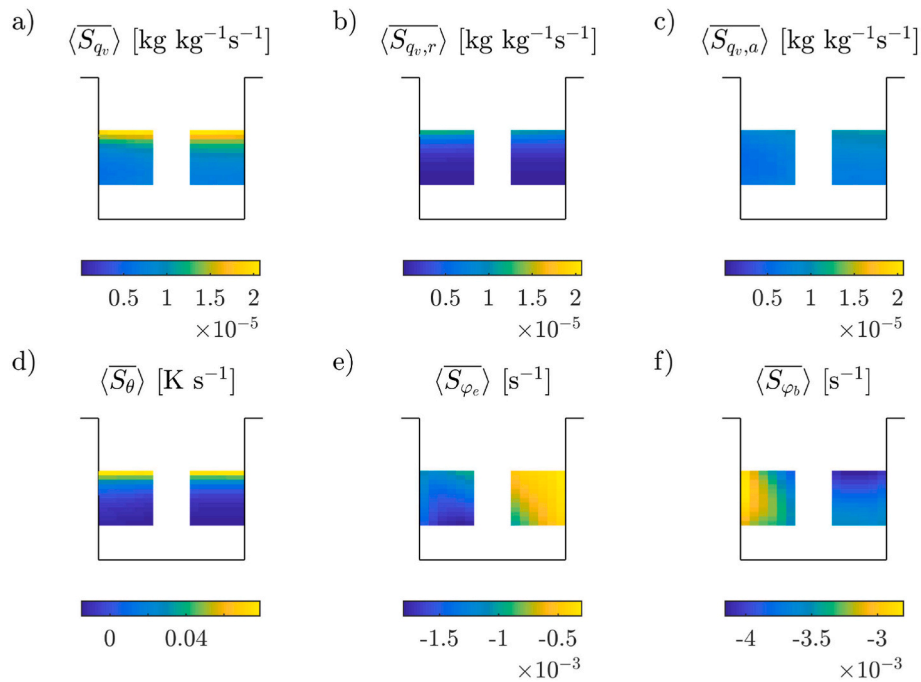 a) b) c)
⟨S̅_{q_v}⟩ [kg kg⁻¹s⁻¹] ⟨S̅_{q_v,r}⟩ [kg kg⁻¹s⁻¹] ⟨S̅_{q_v,a}⟩ [kg kg⁻¹s⁻¹]
0.5 1 1.5 2 0.5 1 1.5 2 0.5 1 1.5 2
×10⁻⁵ ×10⁻⁵ ×10⁻⁵
d) e) f)
⟨S̅_θ⟩ [K s⁻¹] ⟨S̅_{φ_e}⟩ [s⁻¹] ⟨S̅_{φ_b}⟩ [s⁻¹]
0 0.04 -1.5 -1 -0.5 -4 -3.5 -3
×10⁻³ ×10⁻³